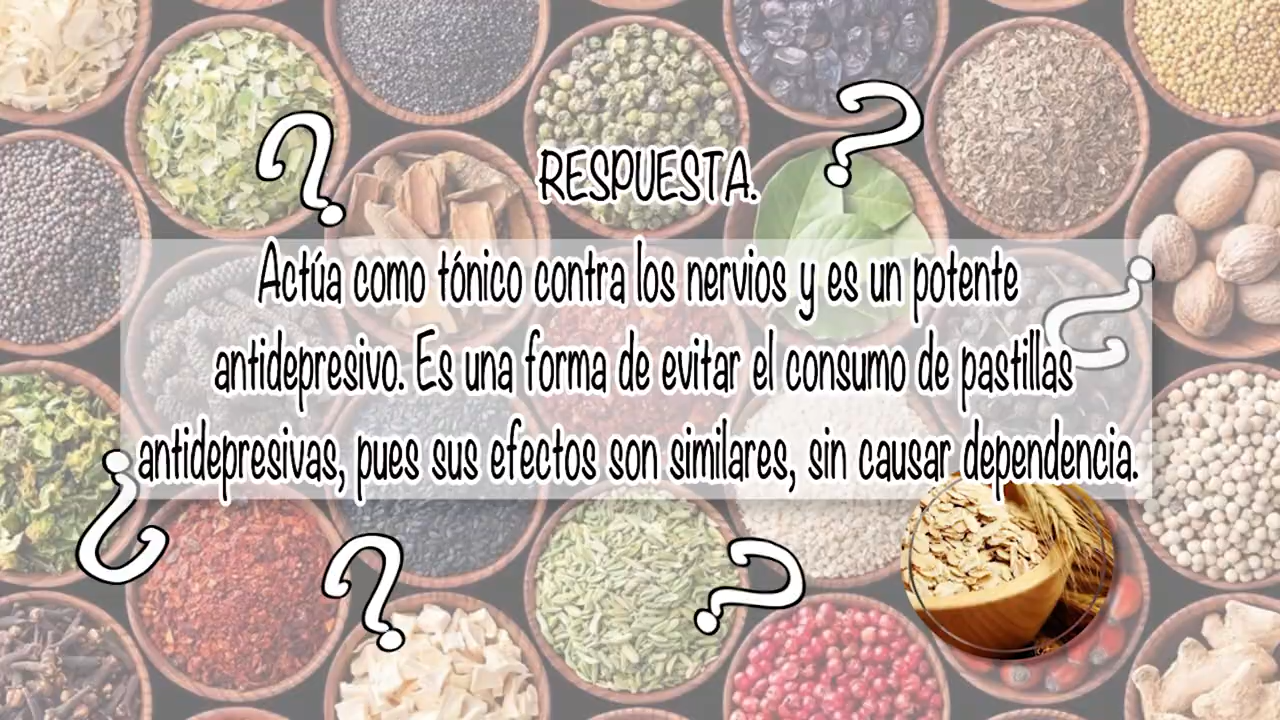 RESPUESTA.
Actúa como tónico contra los nervios y es un potente
antidepresivo. Es una forma de evitar el consumo de pastillas
antidepresivas, pues sus efectos son similares, sin causar dependencia.